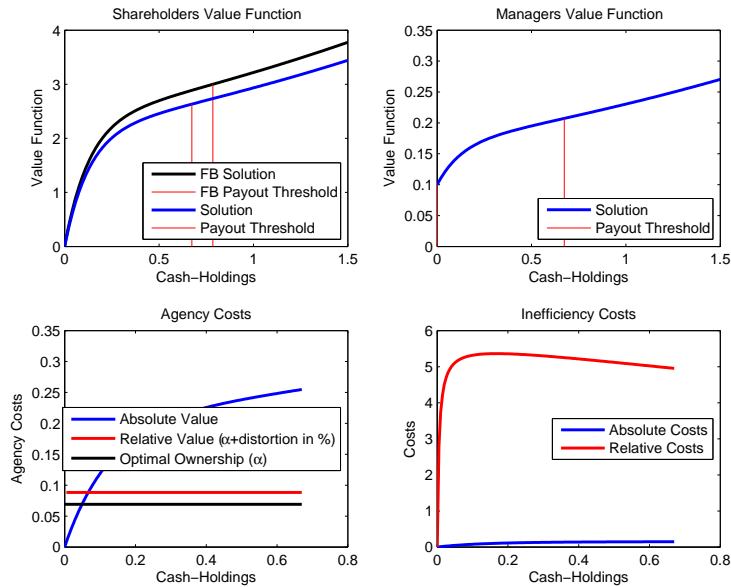 Shareholders Value Function
4
3
2
1
0
0
0.5
1
1.5
Value Function
Cash−Holdings
FB Solution
FB Payout Threshold
Solution
Payout Threshold
Managers Value Function
0.35
0.3
0.25
0.2
0.15
0.1
0.05
0
0
0.5
1
1.5
Value Function
Cash−Holdings
Solution
Payout Threshold
Agency Costs
0.35
0.3
0.25
0.2
0.15
0.1
0.05
0
0
0.2
0.4
0.6
0.8
Agency Costs
Cash−Holdings
Absolute Value
Relative Value (α+distortion in %)
Optimal Ownership (α)
Inefficiency Costs
6
5
4
3
2
1
0
0
0.2
0.4
0.6
0.8
Costs
Cash−Holdings
Absolute Costs
Relative Costs